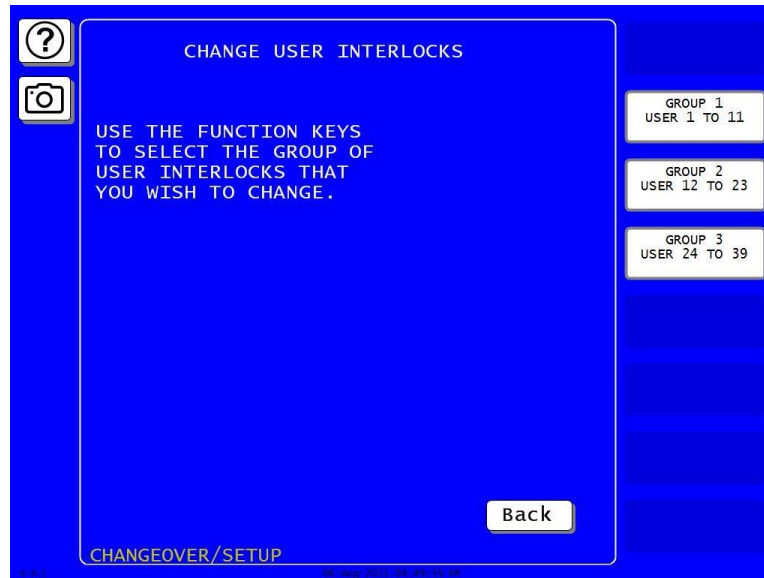 ?
CHANGE USER INTERLOCKS
USE THE FUNCTION KEYS
TO SELECT THE GROUP OF
USER INTERLOCKS THAT
YOU WISH TO CHANGE.
GROUP 1
USER 1 TO 11
GROUP 2
USER 12 TO 23
GROUP 3
USER 24 TO 39
Back
CHANGEOVER/SETUP